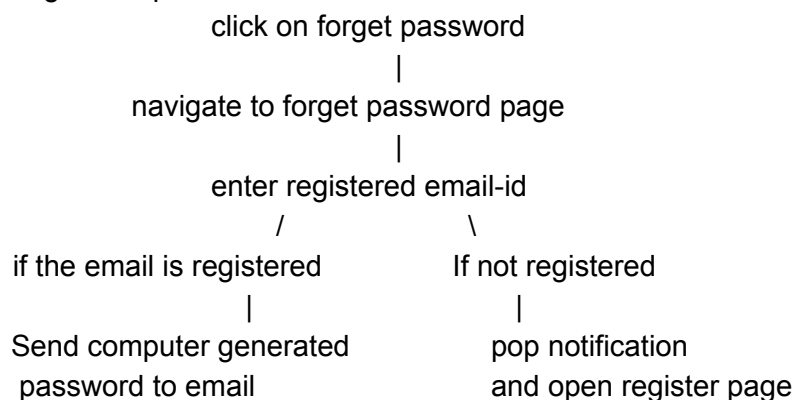 click on forget password
|
navigate to forget password page
|
enter registered email-id
/ \
if the email is registered If not registered
| |
Send computer generated pop notification
password to email and open register page